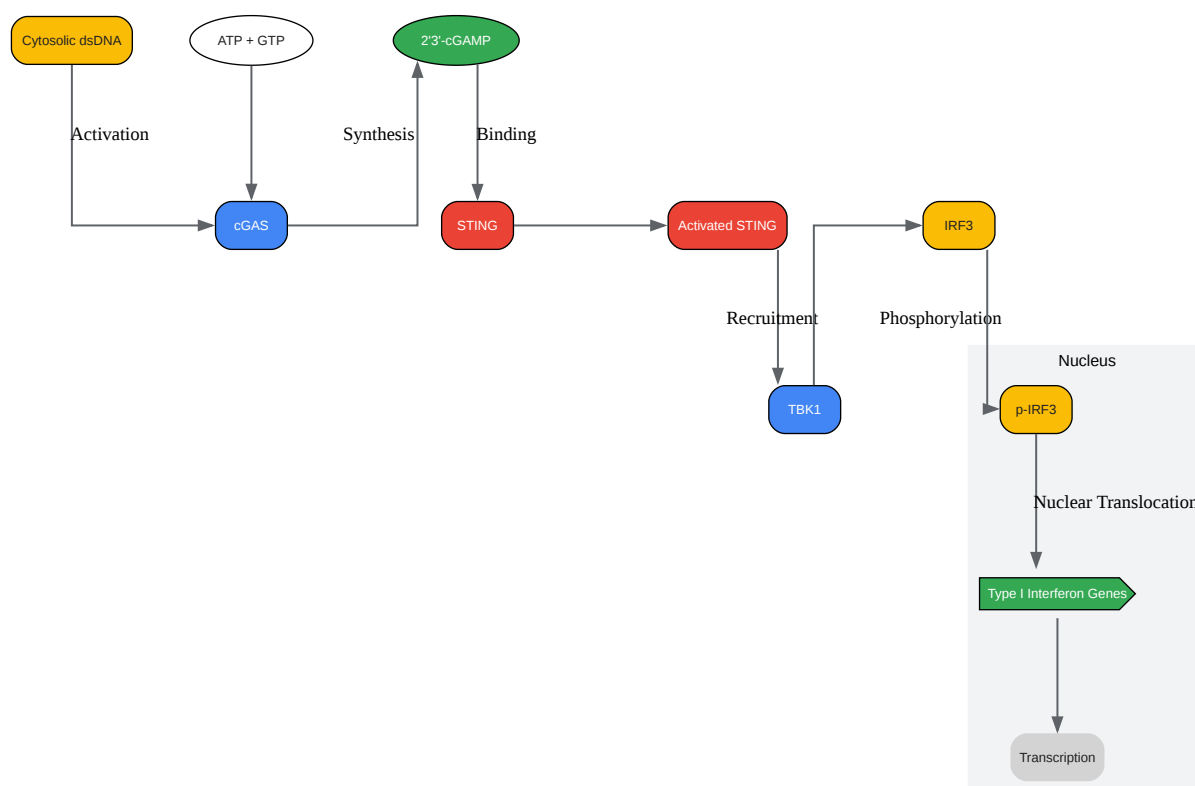 Cytosolic dsDNA
ATP + GTP
2'3'-cGAMP
Activation
Synthesis
Binding
cGAS
STING
Activated STING
IRF3
Recruitment
Phosphorylation
Nucleus
TBK1
p-IRF3
Nuclear Translocation
Type I Interferon Genes
Transcription